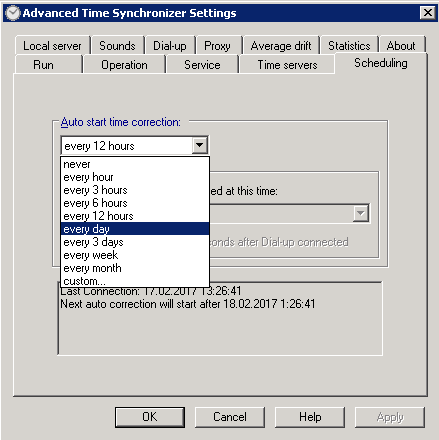 Advanced Time Synchronizer Settings
Local server Sounds Dial-up Proxy Average drift Statistics About
Run Operation Service Time servers Scheduling
Auto start time correction:
every 12 hours
never
every hour
every 3 hours ed at this time:
every 6 hours
every 12 hours
every day
every 3 days conds after Dial-up connected
every week
every month
custom...
Last Connection: 17.02.2017 13:26:41
Next auto correction will start after 18.02.2017 1:26:41
OK Cancel Help Apply